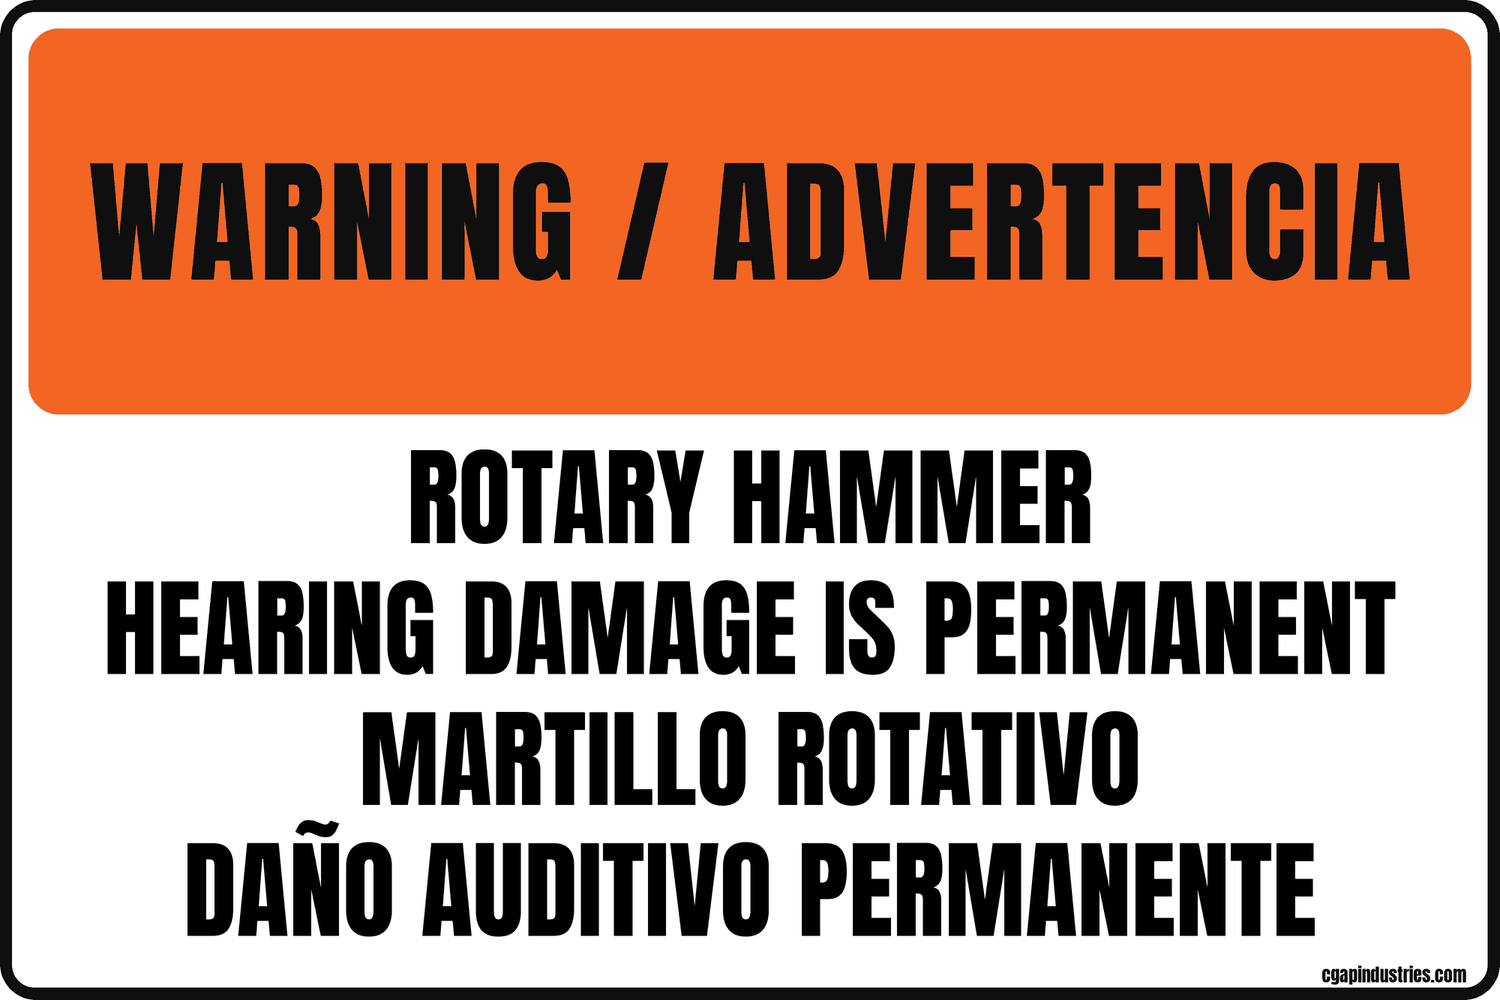 WARNING / ADVERTENCIA
ROTARY HAMMER
HEARING DAMAGE IS PERMANENT
MARTILLO ROTATIVO
DAÑO AUDITIVO PERMANENTE
cgapindustries.com